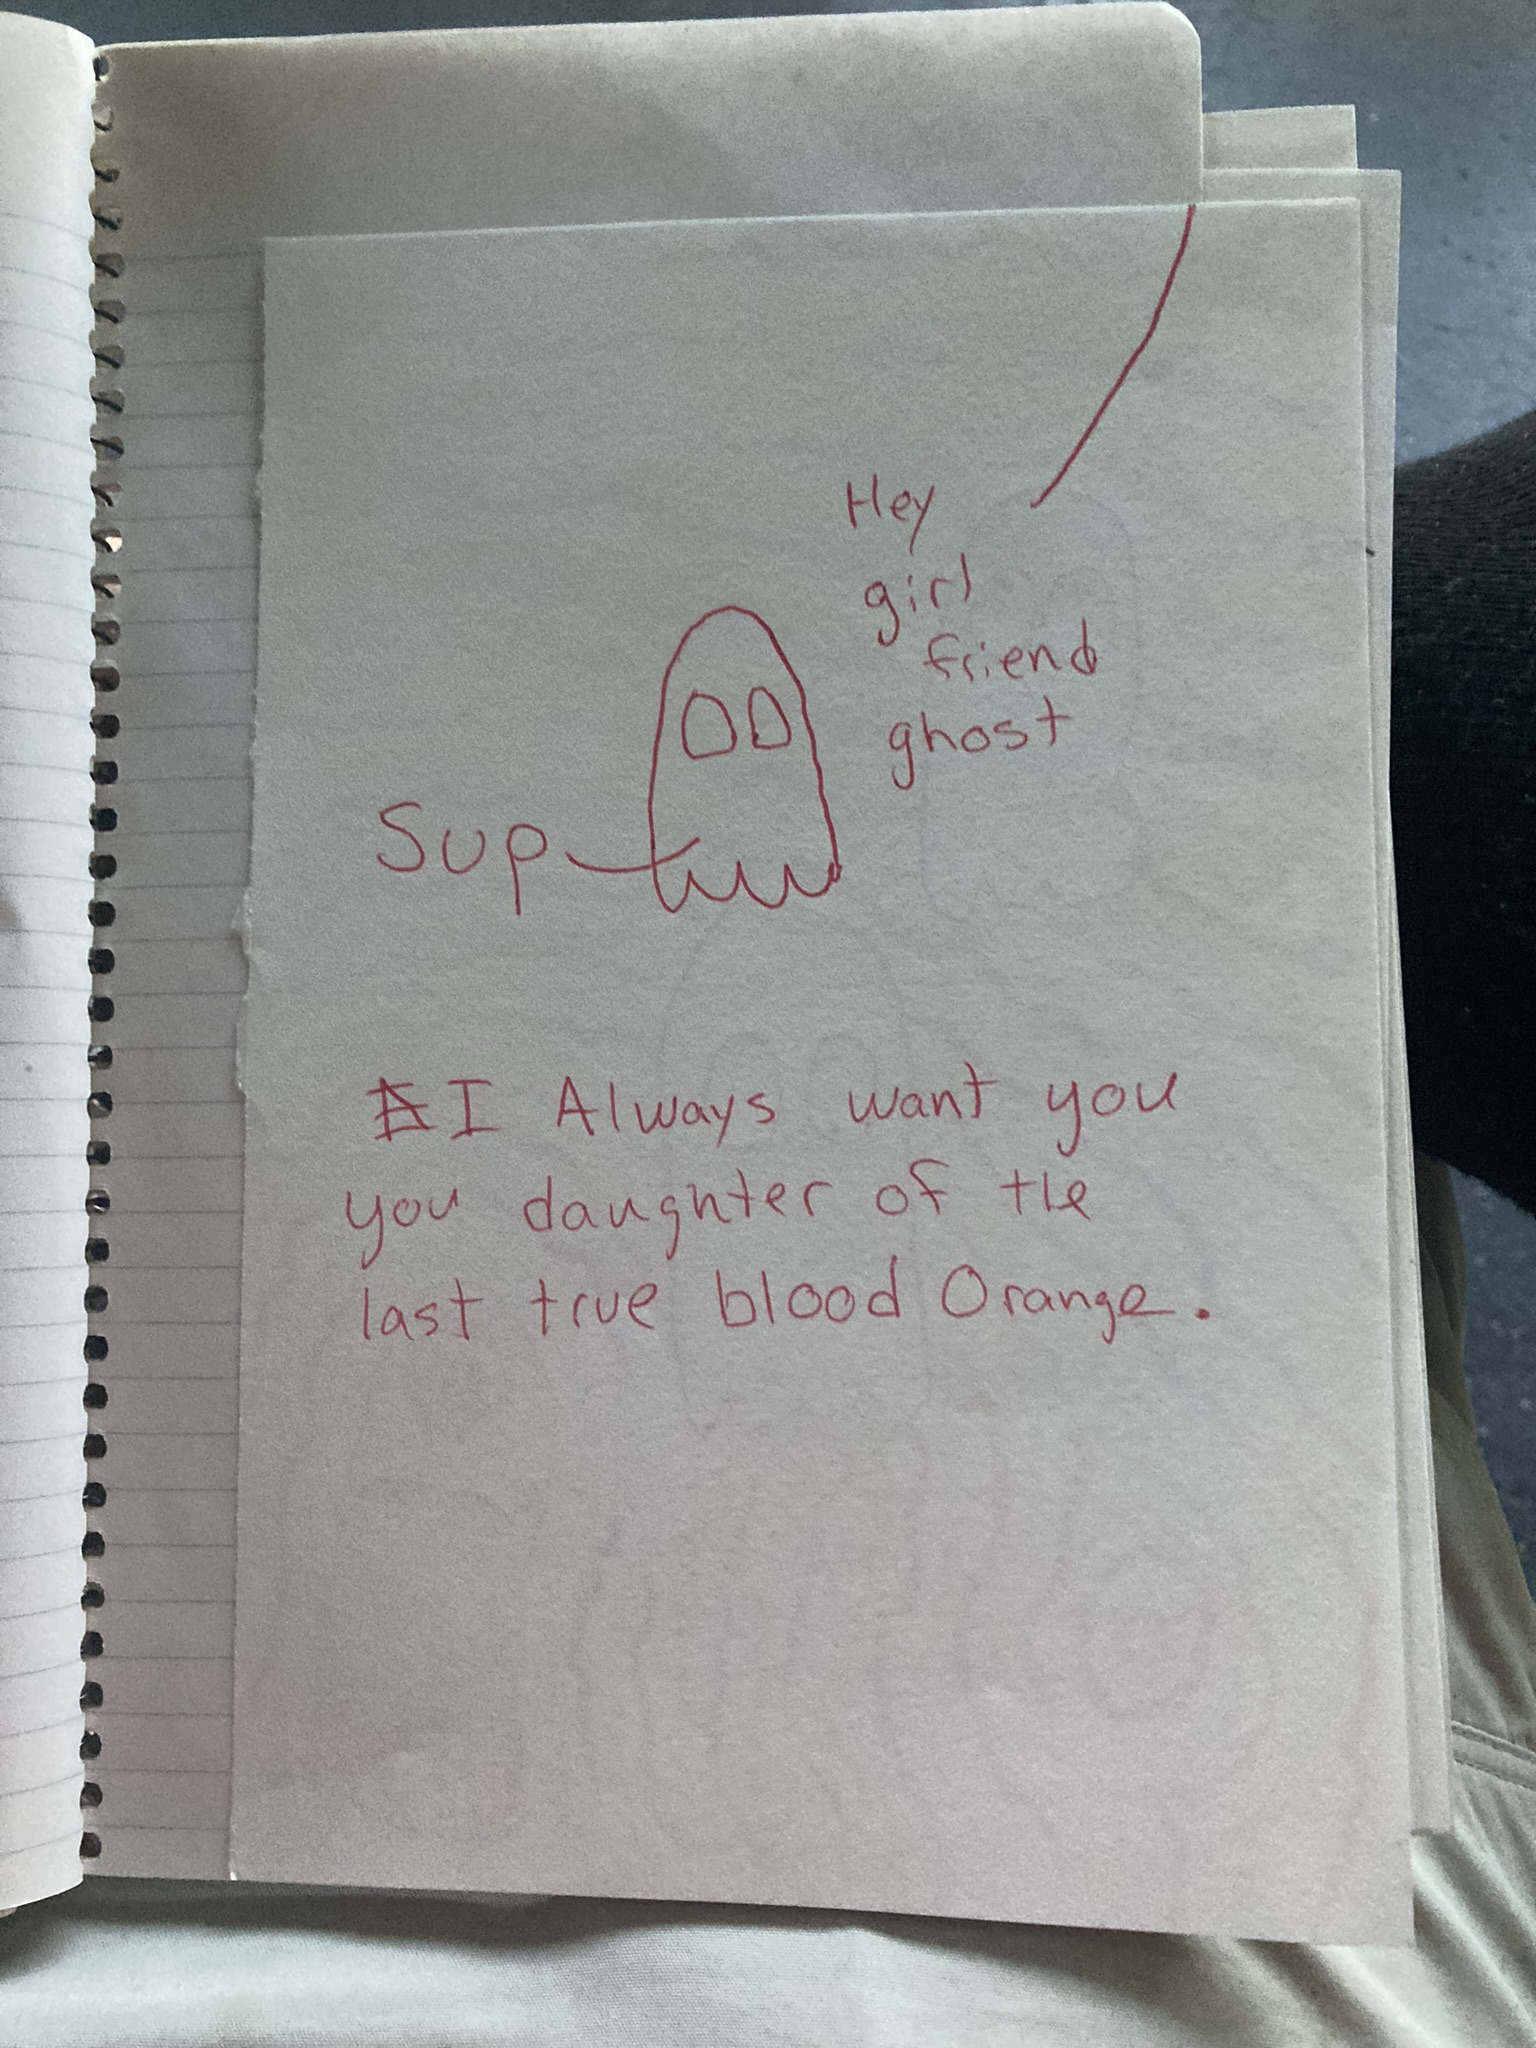 Hey
girl
friend
ghost
Sup
I Always want you
you daughter of the
last true blood Orange.